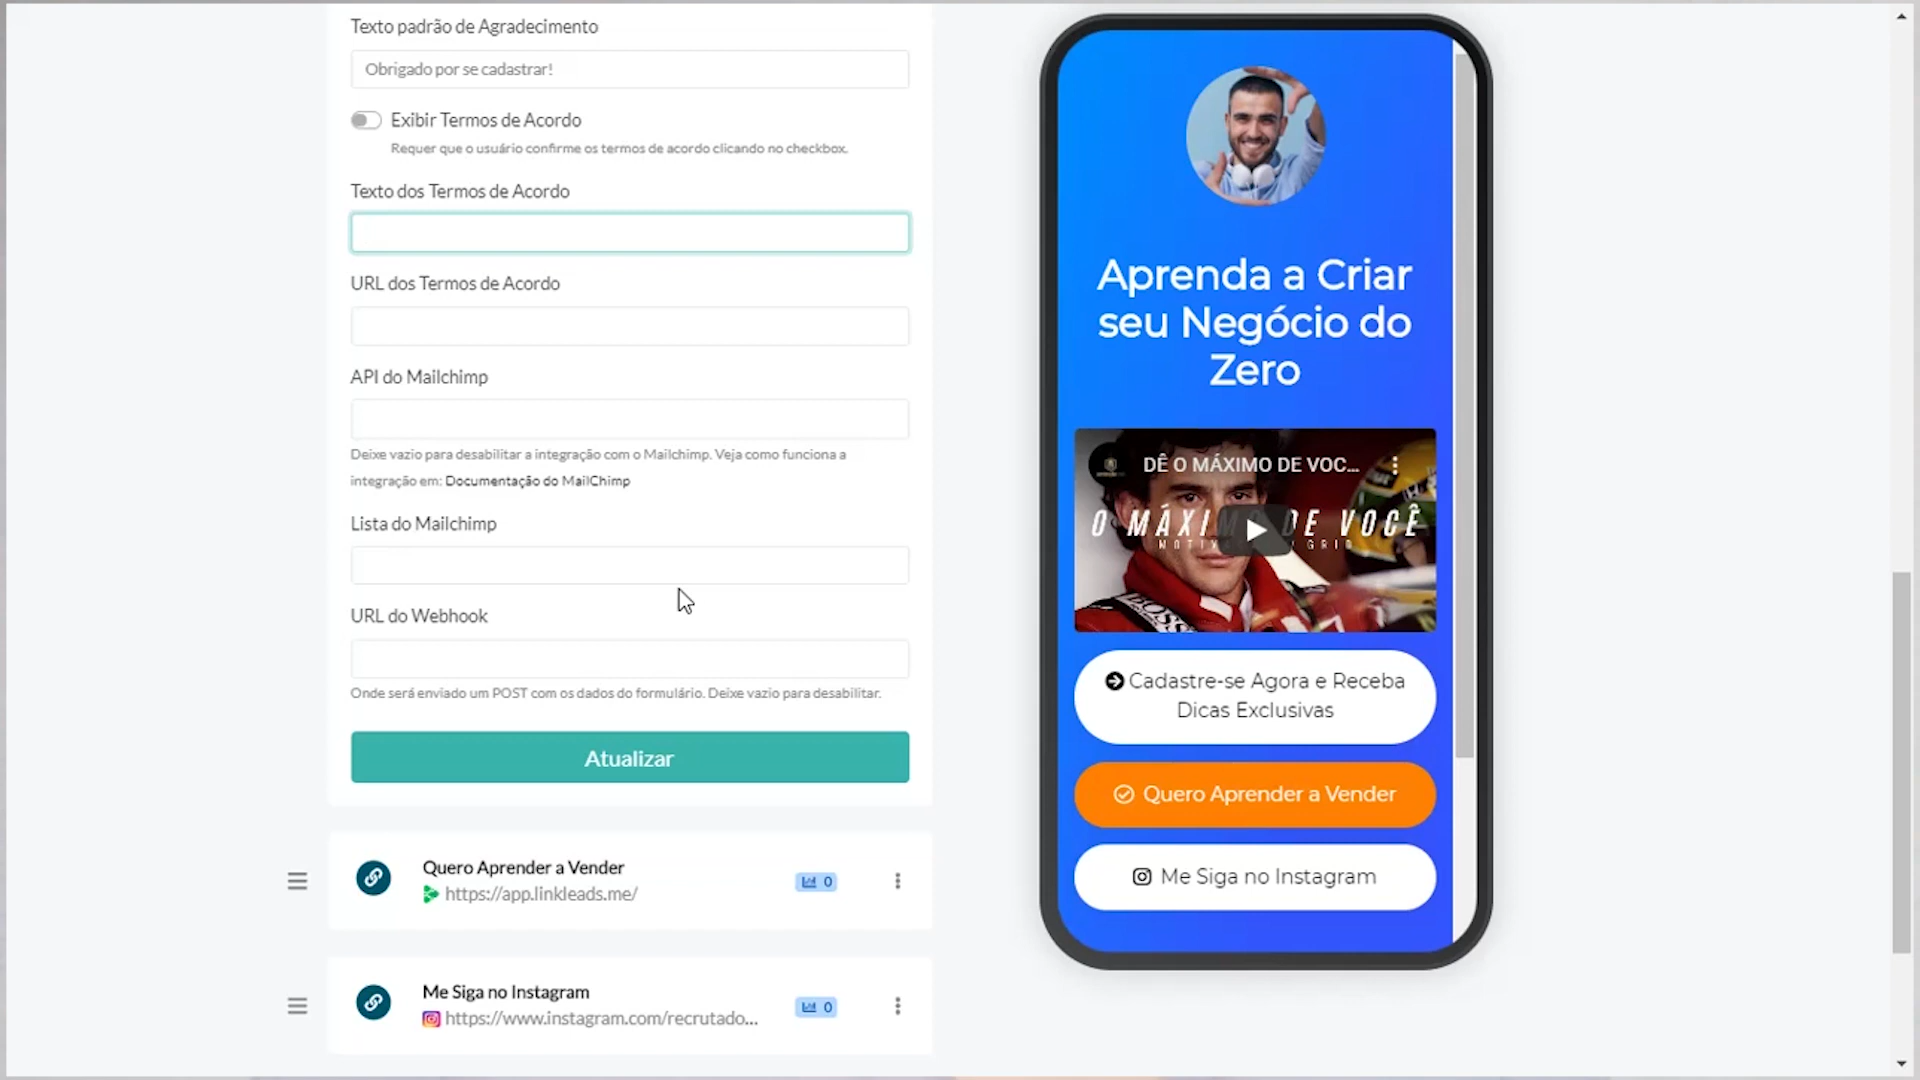 Texto padrão de Agradecimento
Obrigado por se cadastrar!
Exibir Termos de Acordo
Requer que o usuário confirme os termos de acordo clicando no checkbox.
Texto dos Termos de Acordo
URL dos Termos de Acordo
API do Mailchimp
Deixe vazio para desabilitar a integração com o Mailchimp. Veja como funciona a
integração em: Documentação do MailChimp
Lista do Mailchimp
URL do Webhook
Onde será enviado um POST com os dados do formulário. Deixe vazio para desabilitar.
Atualizar
Quero Aprender a Vender
https://app.linkleads.me/
0
Me Siga no Instagram
https://www.instagram.com/recrutado...
0
Aprenda a Criar
seu Negócio do
Zero
DÊ O MÁXIMO DE VOC...
O MÁXIM DE VOCÊ
BOSS
Cadastre-se Agora e Receba
Dicas Exclusivas
Quero Aprender a Vender
Me Siga no Instagram